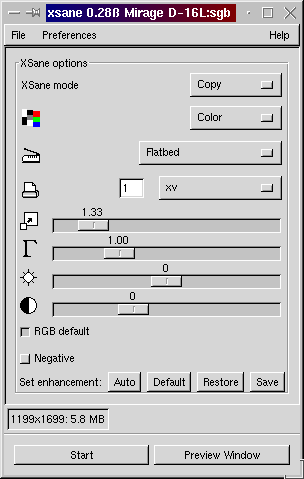 xsane 0.28ß Mirage D-16L:sgb
File Preferences Help
XSane options
XSane mode Copy
Color
Flatbed
1 xv
1.33
1.00
0
0
RGB default
Negative
Set enhancement: Auto Default Restore Save
1199x1699: 5.8 MB
Start Preview Window